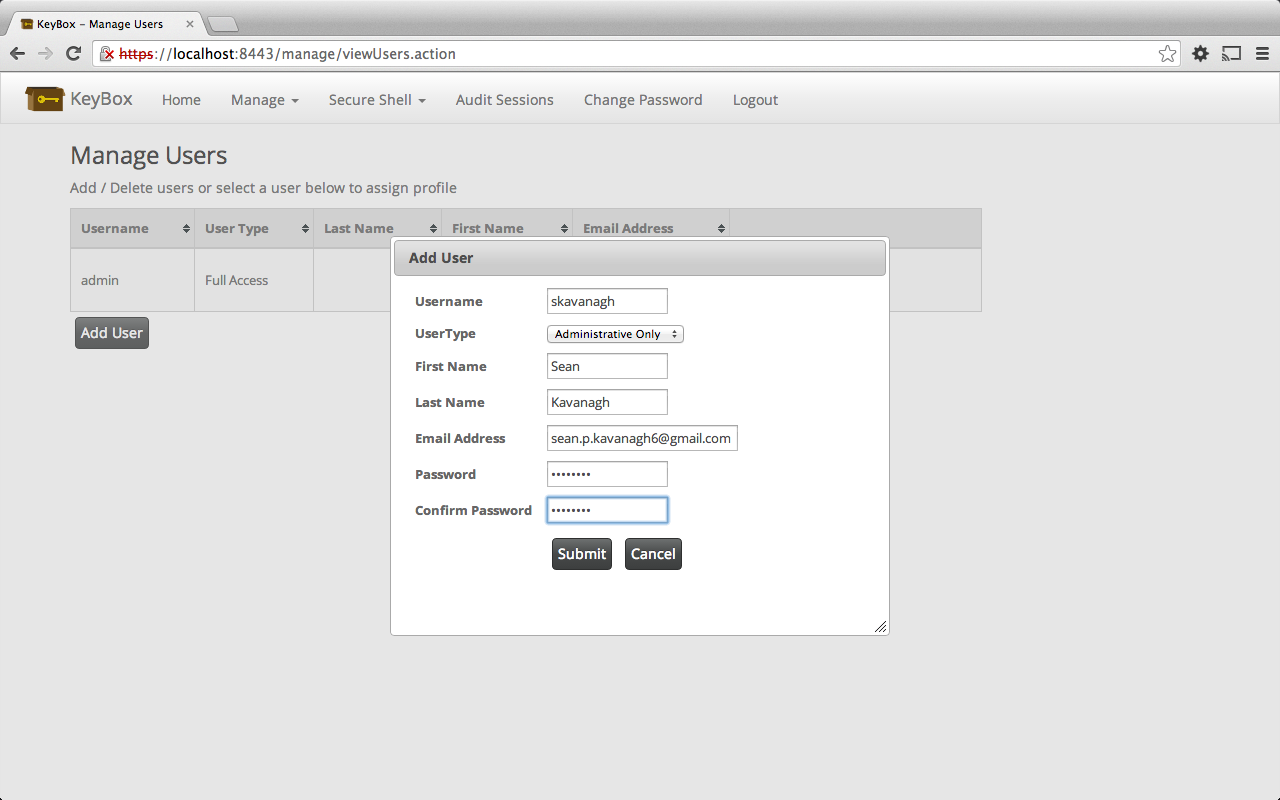 KeyBox – Manage Users
https://localhost:8443/manage/viewUsers.action
KeyBox Home Manage Secure Shell Audit Sessions Change Password Logout
Manage Users
Add / Delete users or select a user below to assign profile
Username User Type Last Name First Name Email Address
admin Full Access
Add User
Add User
Username skavanagh
UserType Administrative Only
First Name Sean
Last Name Kavanagh
Email Address sean.p.kavanagh6@gmail.com
Password ••••••••
Confirm Password ••••••••
Submit Cancel